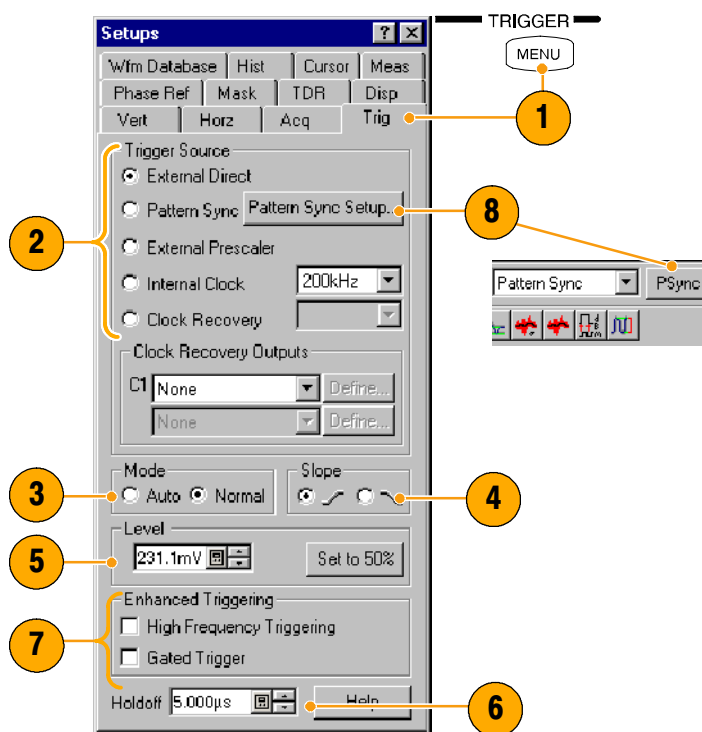 Setups ? ×
TRIGGER
MENU
Wfm Database Hist Cursor Meas
Phase Ref Mask TDR Disp
Vert Horz Acq Trig
1
Trigger Source
External Direct
Pattern Sync Pattern Sync Setup...
8
2
External Prescaler
Internal Clock 200kHz
Pattern Sync PSync
Clock Recovery
Clock Recovery Outputs
C1 None Define...
None Define...
Mode Slope
3
Auto Normal
4
Level
5
231.1mV Set to 50%
Enhanced Triggering
High Frequency Triggering
7
Gated Trigger
Holdoff 5.000µs Help
6